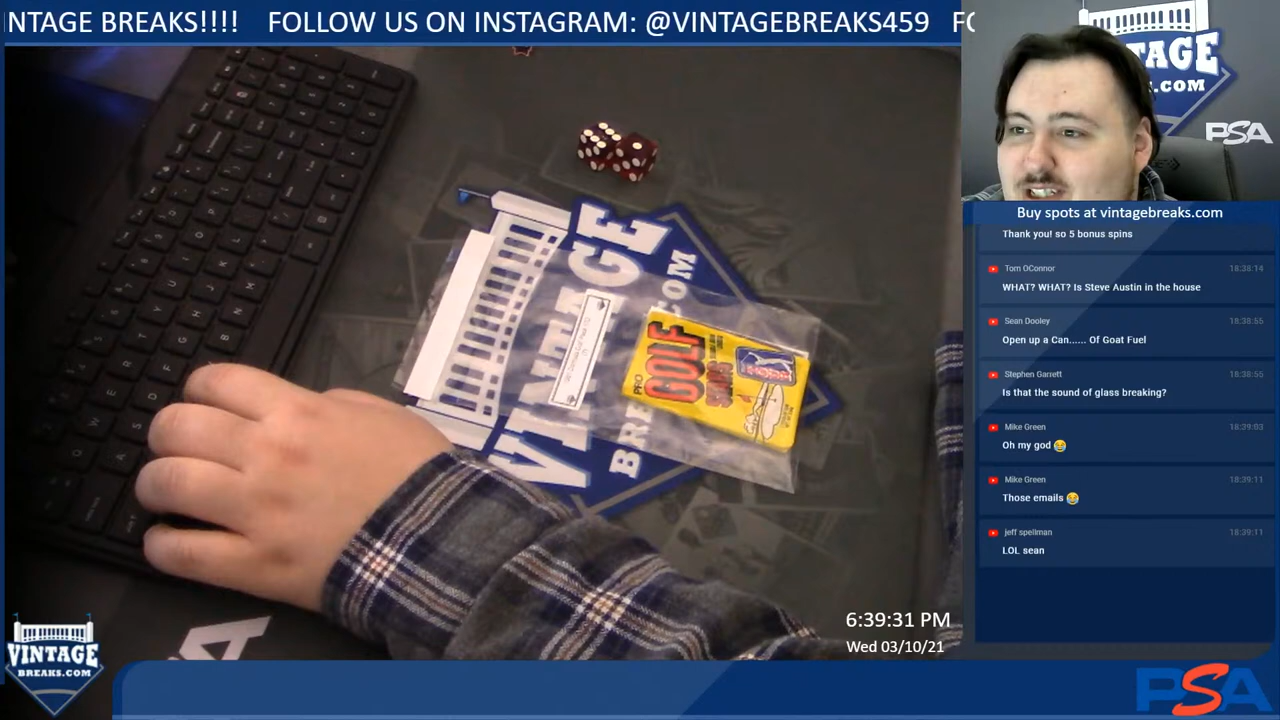 NTAGE BREAKS!!!! FOLLOW US ON INSTAGRAM: @VINTAGEBREAKS459 FO
TAGE
.COM
PSA
Buy spots at vintagebreaks.com
Thank you! so 5 bonus spins
Tom OConnor 18:38:14
WHAT? WHAT? Is Steve Austin in the house
Sean Dooley 18:38:55
Open up a Can...... Of Goat Fuel
Stephen Garrett 18:38:55
Is that the sound of glass breaking?
Mike Green 18:39:03
Oh my god 😂
Mike Green 18:39:11
Those emails 😂
jeff spellman 18:39:11
LOL sean
VINTAGE
BRE
COM
PRO
GOLF
6:39:31 PM
Wed 03/10/21
VINTAGE
BREAKS.COM
PSA